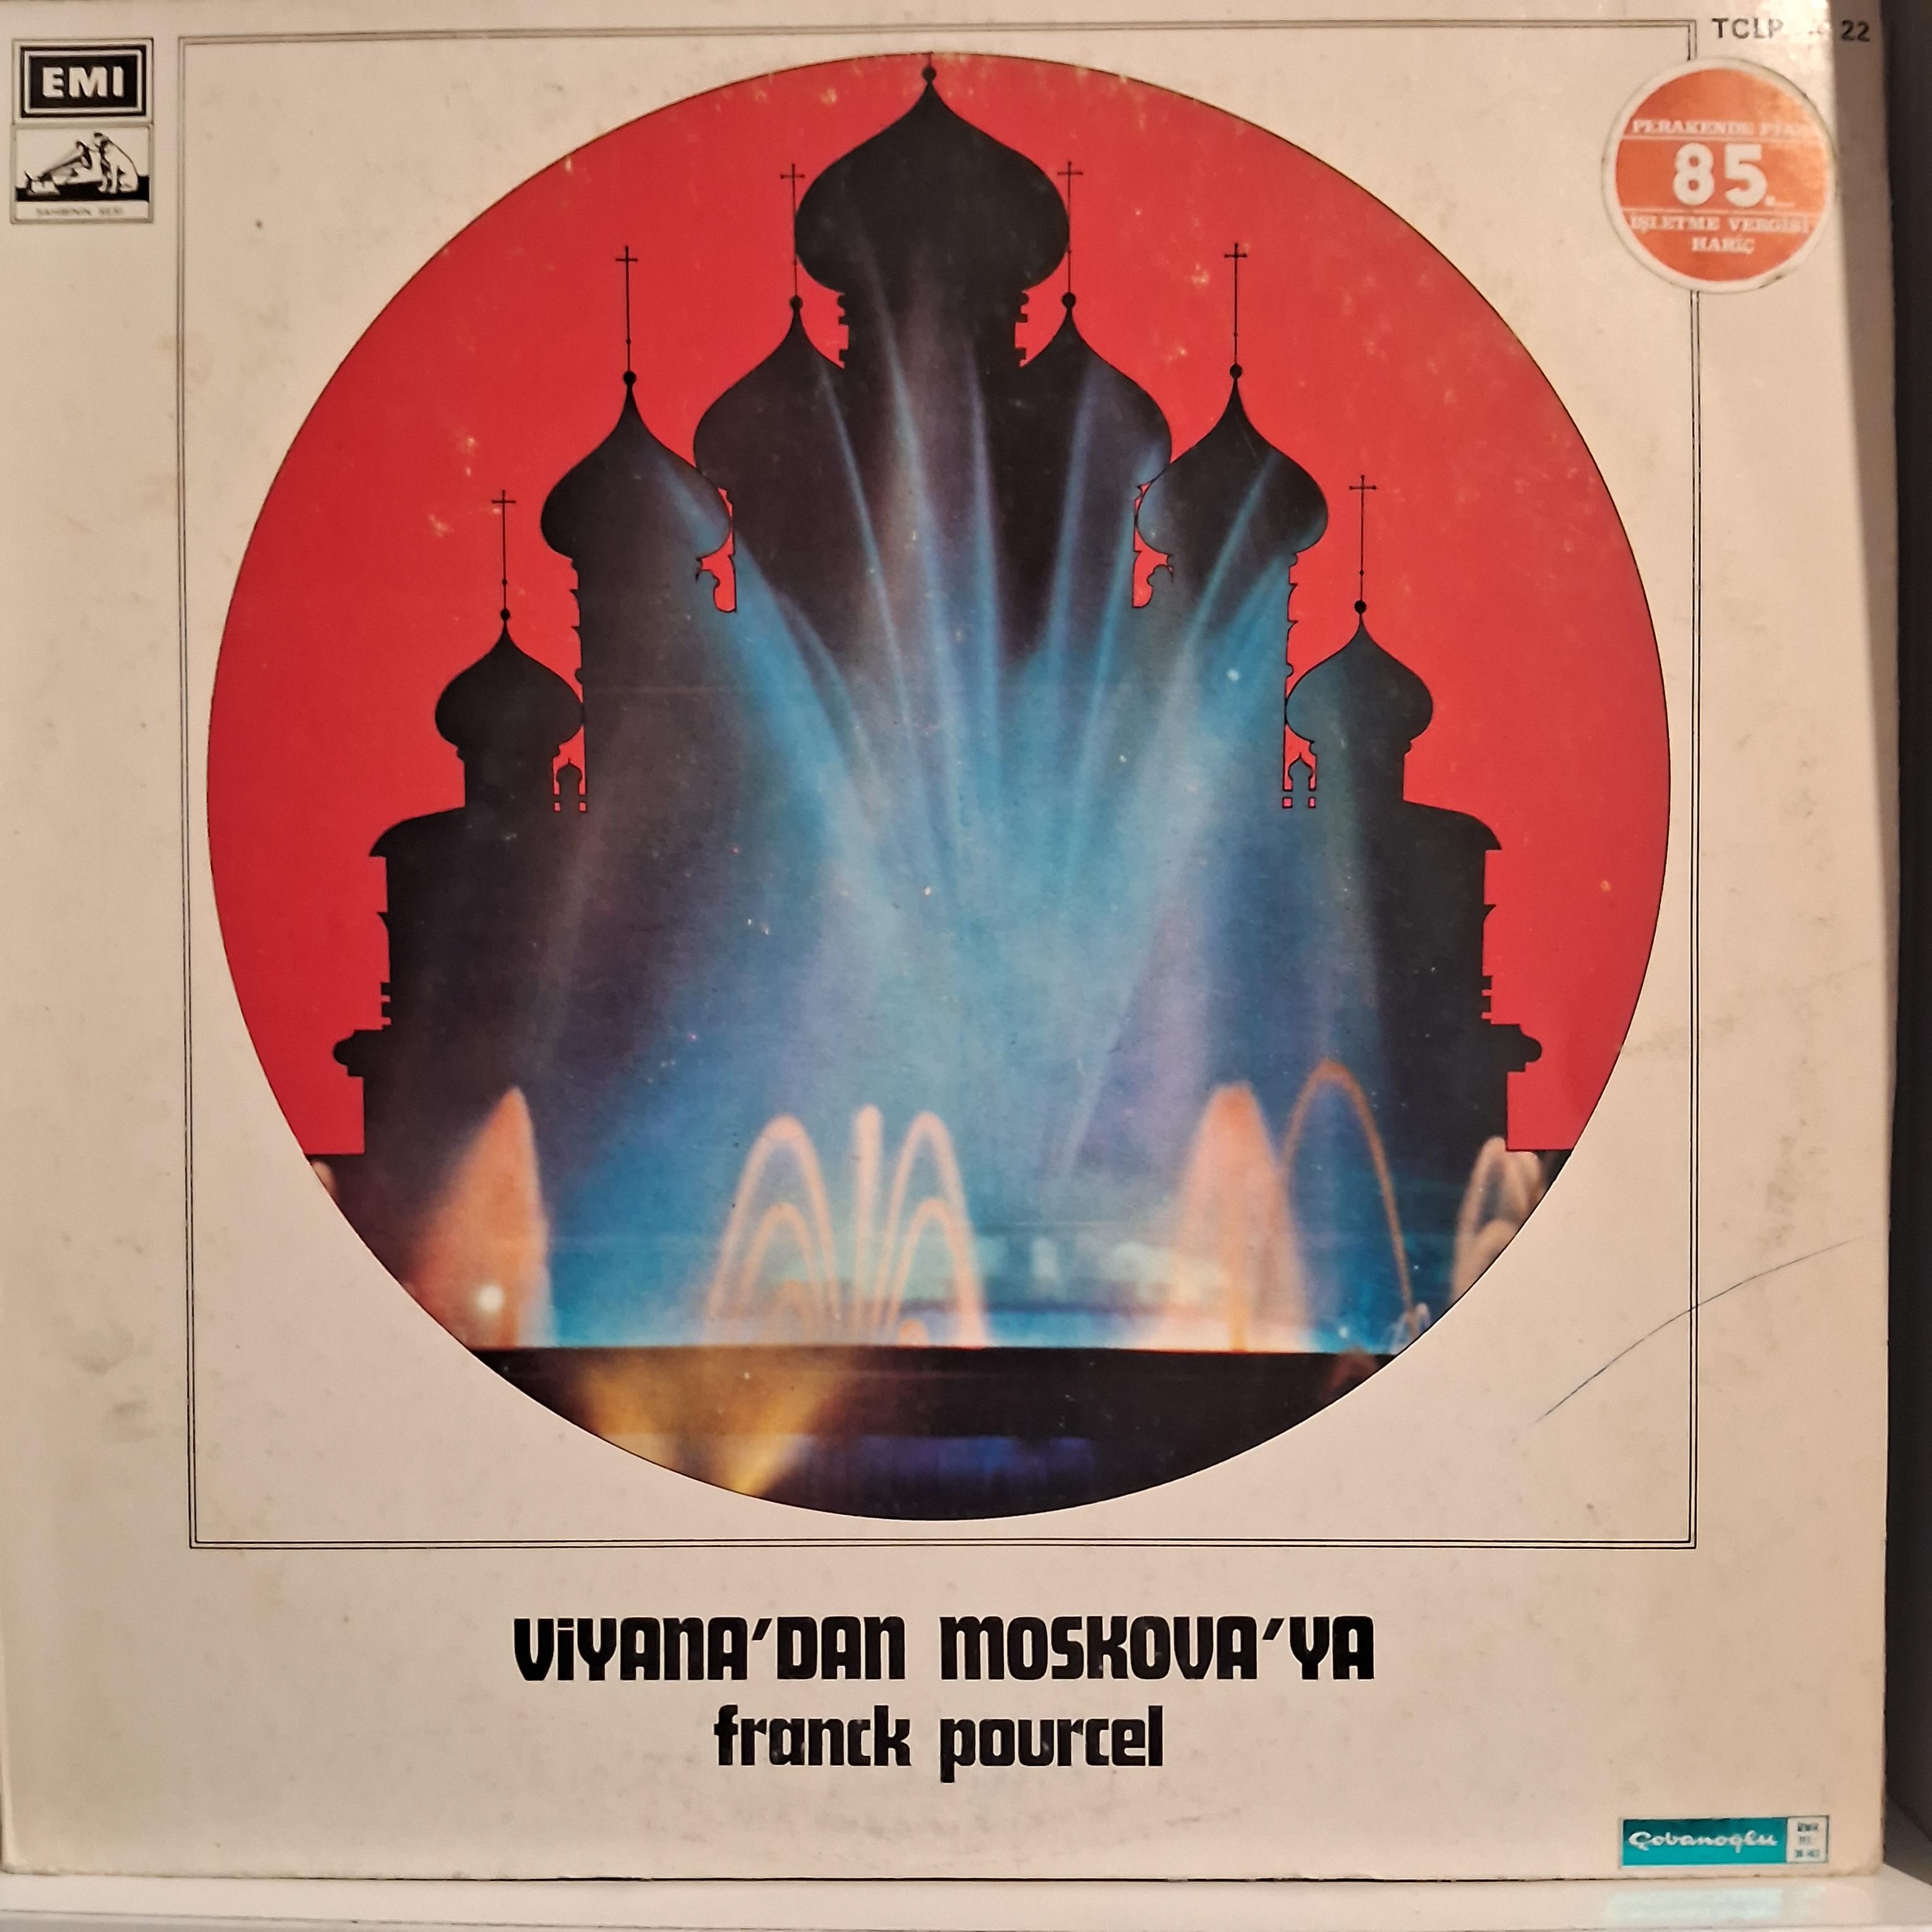 EMI
SAHİBİNİN SESİ
TCLP 22
PERAKENDE
85._
İŞLETME VERGİSİ
HARİÇ
ViYANA'DAN MOSKOVA'YA
franck pourcel
Çobanoğlu